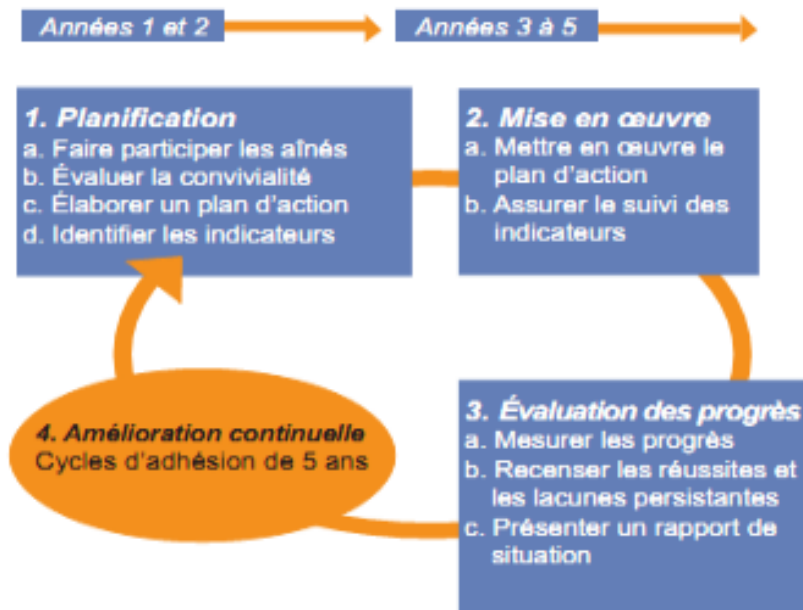 Années 1 et 2
Années 3 à 5
1. Planification
a. Faire participer les aînés
b. Évaluer la convivialité
c. Élaborer un plan d'action
d. Identifier les indicateurs
2. Mise en œuvre
a. Mettre en œuvre le
plan d'action
b. Assurer le suivi des
indicateurs
3. Évaluation des progrès
a. Mesurer les progrès
b. Recenser les réussites et
les lacunes persistantes
c. Présenter un rapport de
situation
4. Amélioration continuelle
Cycles d'adhésion de 5 ans